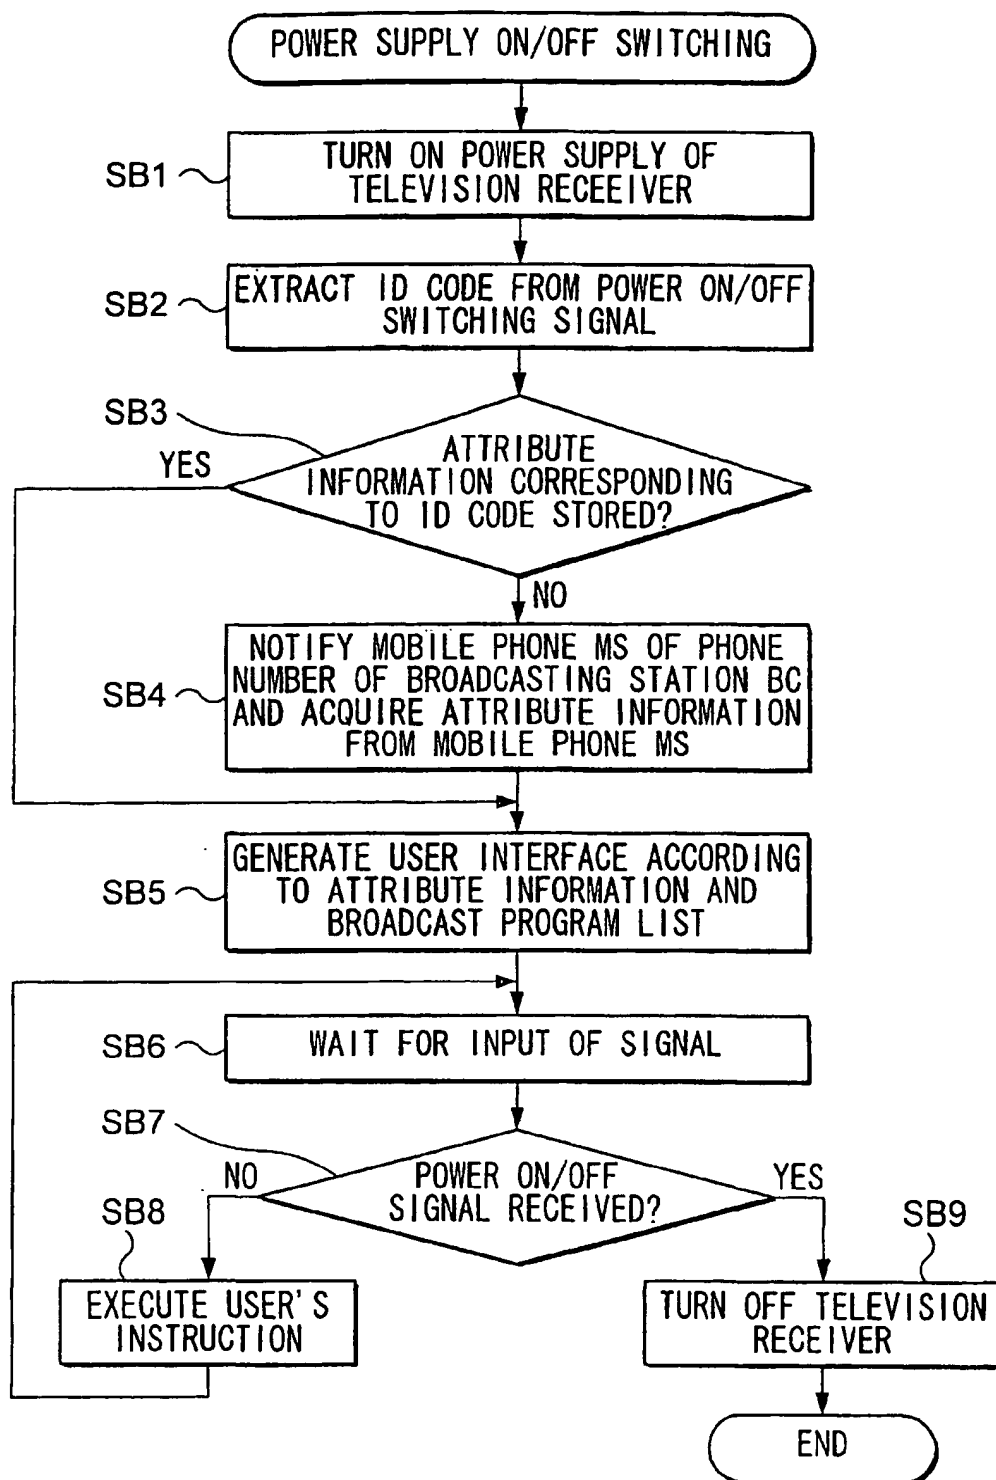 POWER SUPPLY ON/OFF SWITCHING
SB1
TURN ON POWER SUPPLY OF
TELEVISION RECEEIVER
SB2
EXTRACT ID CODE FROM POWER ON/OFF
SWITCHING SIGNAL
SB3
ATTRIBUTE
INFORMATION CORRESPONDING
TO ID CODE STORED?
YES
NO
SB4
NOTIFY MOBILE PHONE MS OF PHONE
NUMBER OF BROADCASTING STATION BC
AND ACQUIRE ATTRIBUTE INFORMATION
FROM MOBILE PHONE MS
SB5
GENERATE USER INTERFACE ACCORDING
TO ATTRIBUTE INFORMATION AND
BROADCAST PROGRAM LIST
SB6
WAIT FOR INPUT OF SIGNAL
SB7
POWER ON/OFF
SIGNAL RECEIVED?
NO
YES
SB8
EXECUTE USER'S
INSTRUCTION
SB9
TURN OFF TELEVISION
RECEIVER
END